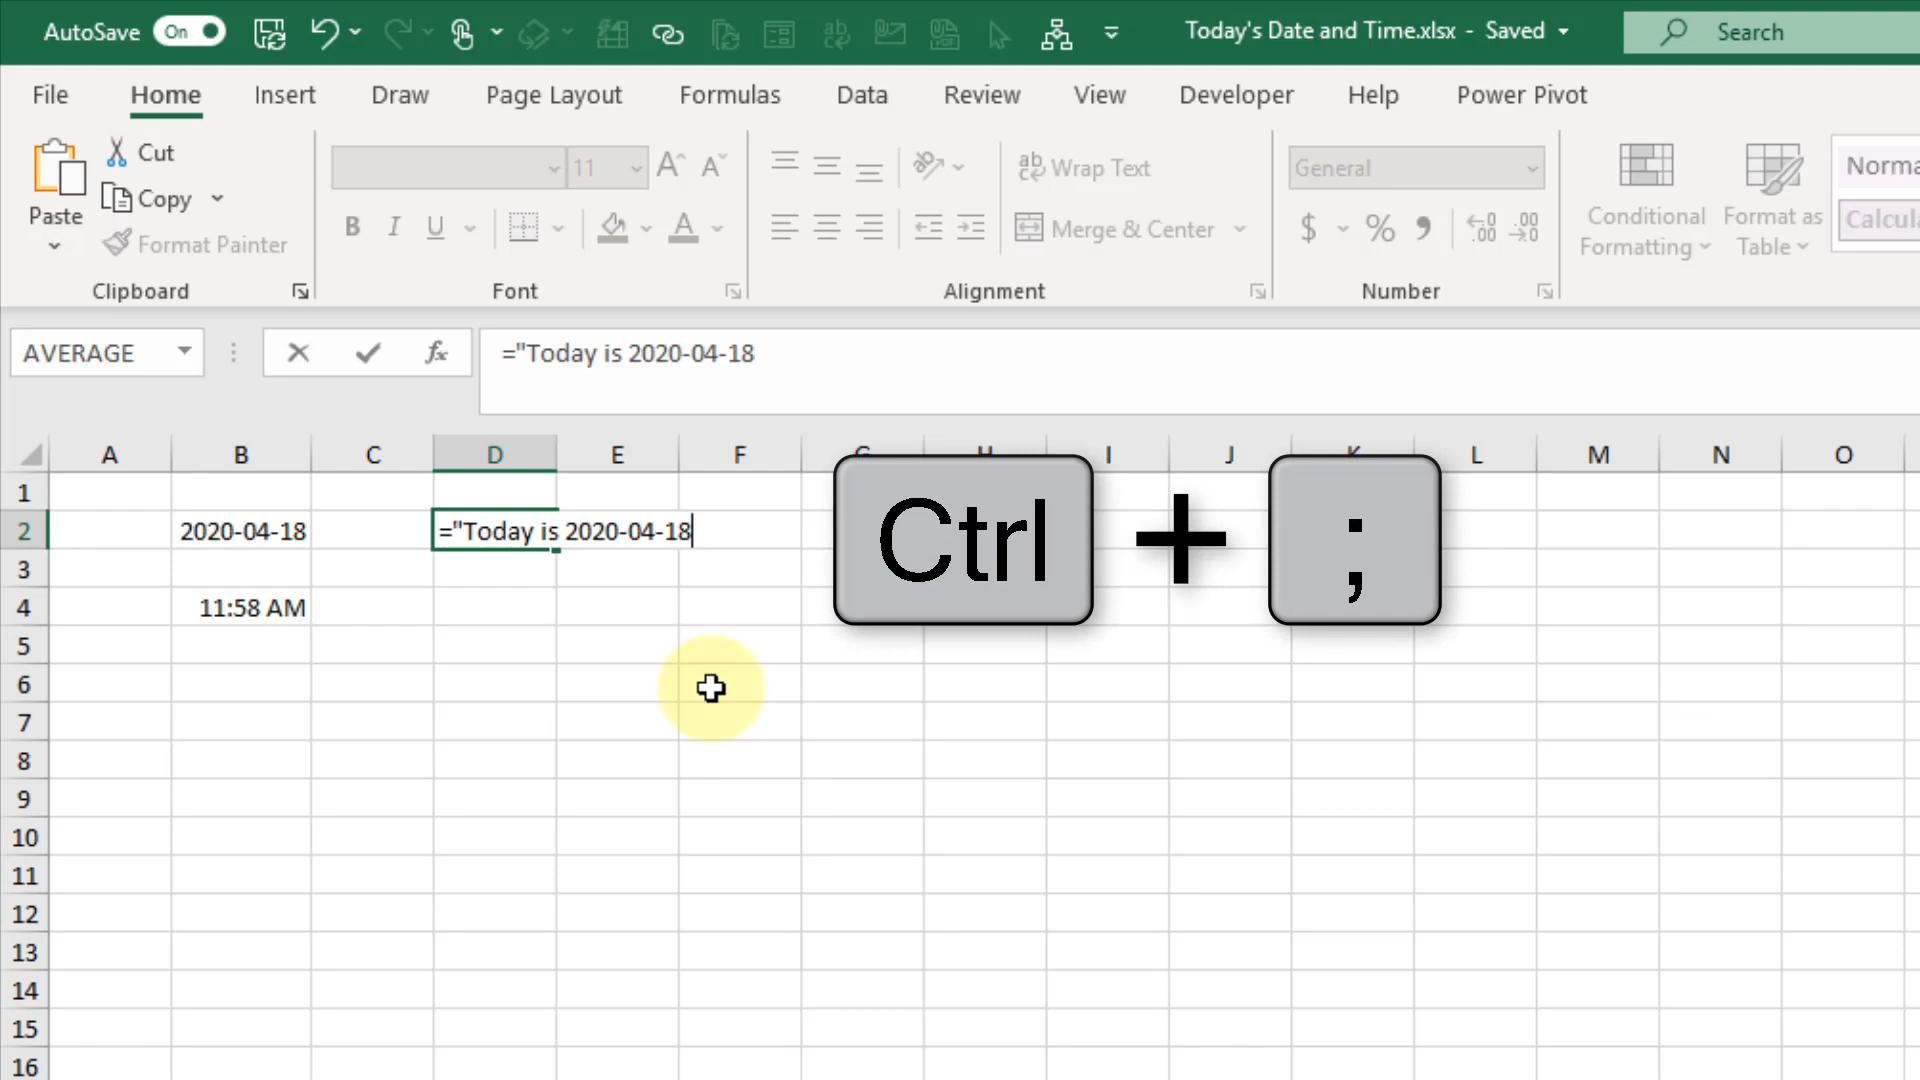 AutoSave On Today's Date and Time.xlsx - Saved Search
File Home Insert Draw Page Layout Formulas Data Review View Developer Help Power Pivot
Paste
Cut
Copy
Format Painter
Clipboard
11
A A
B I U A
Font
ab
Wrap Text
Merge & Center
Alignment
General
$ % , .00 .00
Number
Conditional
Formatting
Format as
Table
Norma
Calcula
AVERAGE fx ="Today is 2020-04-18
A B C D E F G H I J K L M N O
1
2 2020-04-18 ="Today is 2020-04-18
Ctrl + ;
3
4 11:58 AM
5
6
7
8
9
10
11
12
13
14
15
16